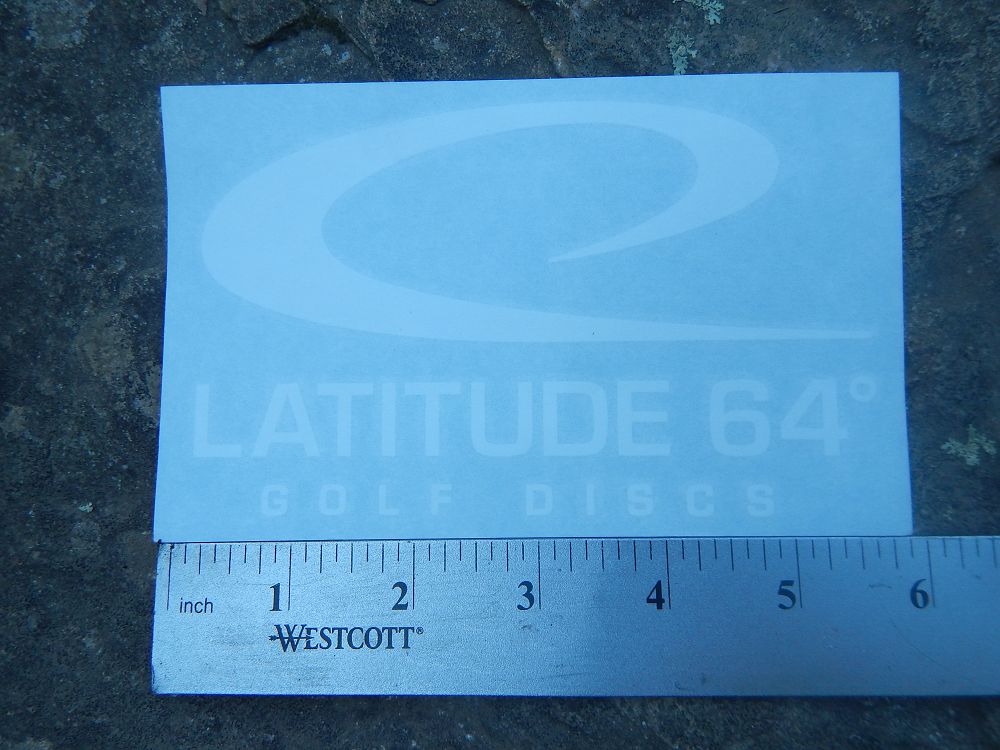 LATITUDE 64°
GOLF DISCS
1 2 3 4 5 6
inch
WESTCOTT®